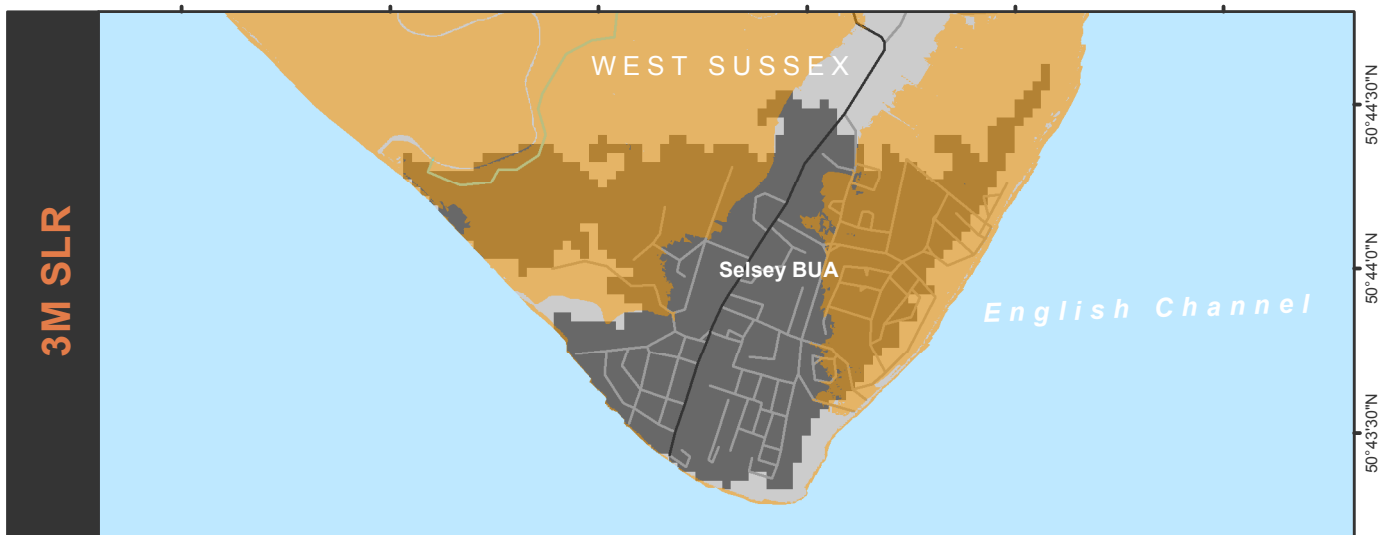 3M SLR
WEST SUSSEX
Selsey BUA
English Channel
50°44'30"N
50°44'0"N
50°43'30"N